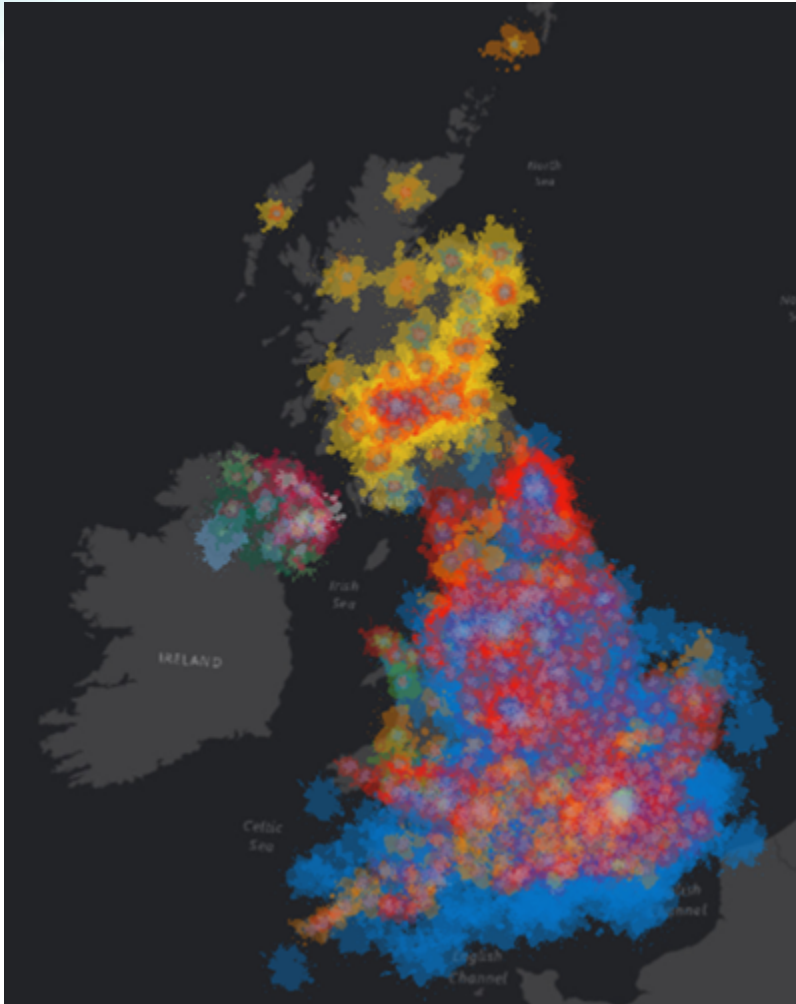 North
Sea
Irish
Sea
IRELAND
Celtic
Sea
English
Channel